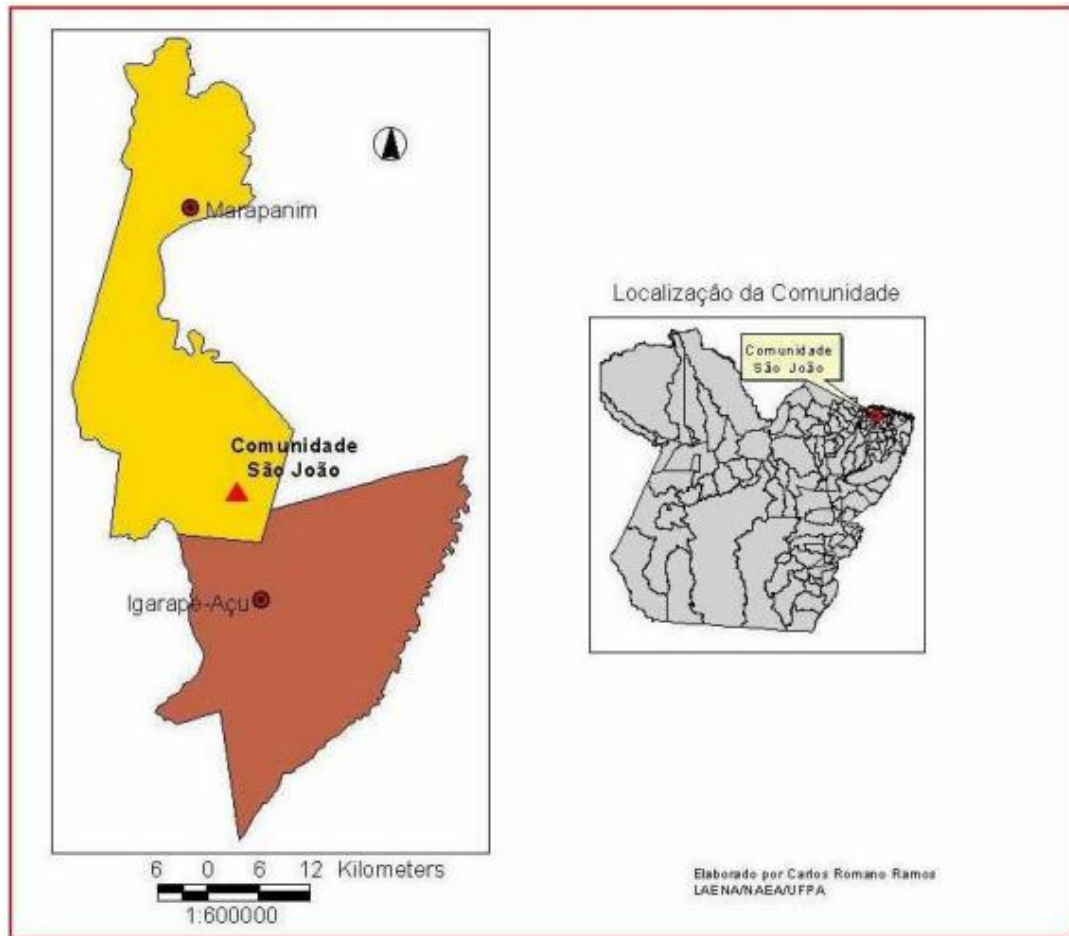 Marapanim
Comunidade
São João
Igarapé-Açu
6 0 6 12 Kilometers
1:600000
Localização da Comunidade
Comunidade
São João
Elaborado por Carlos Romano Ramos
LAENA/NAEA/UFPA